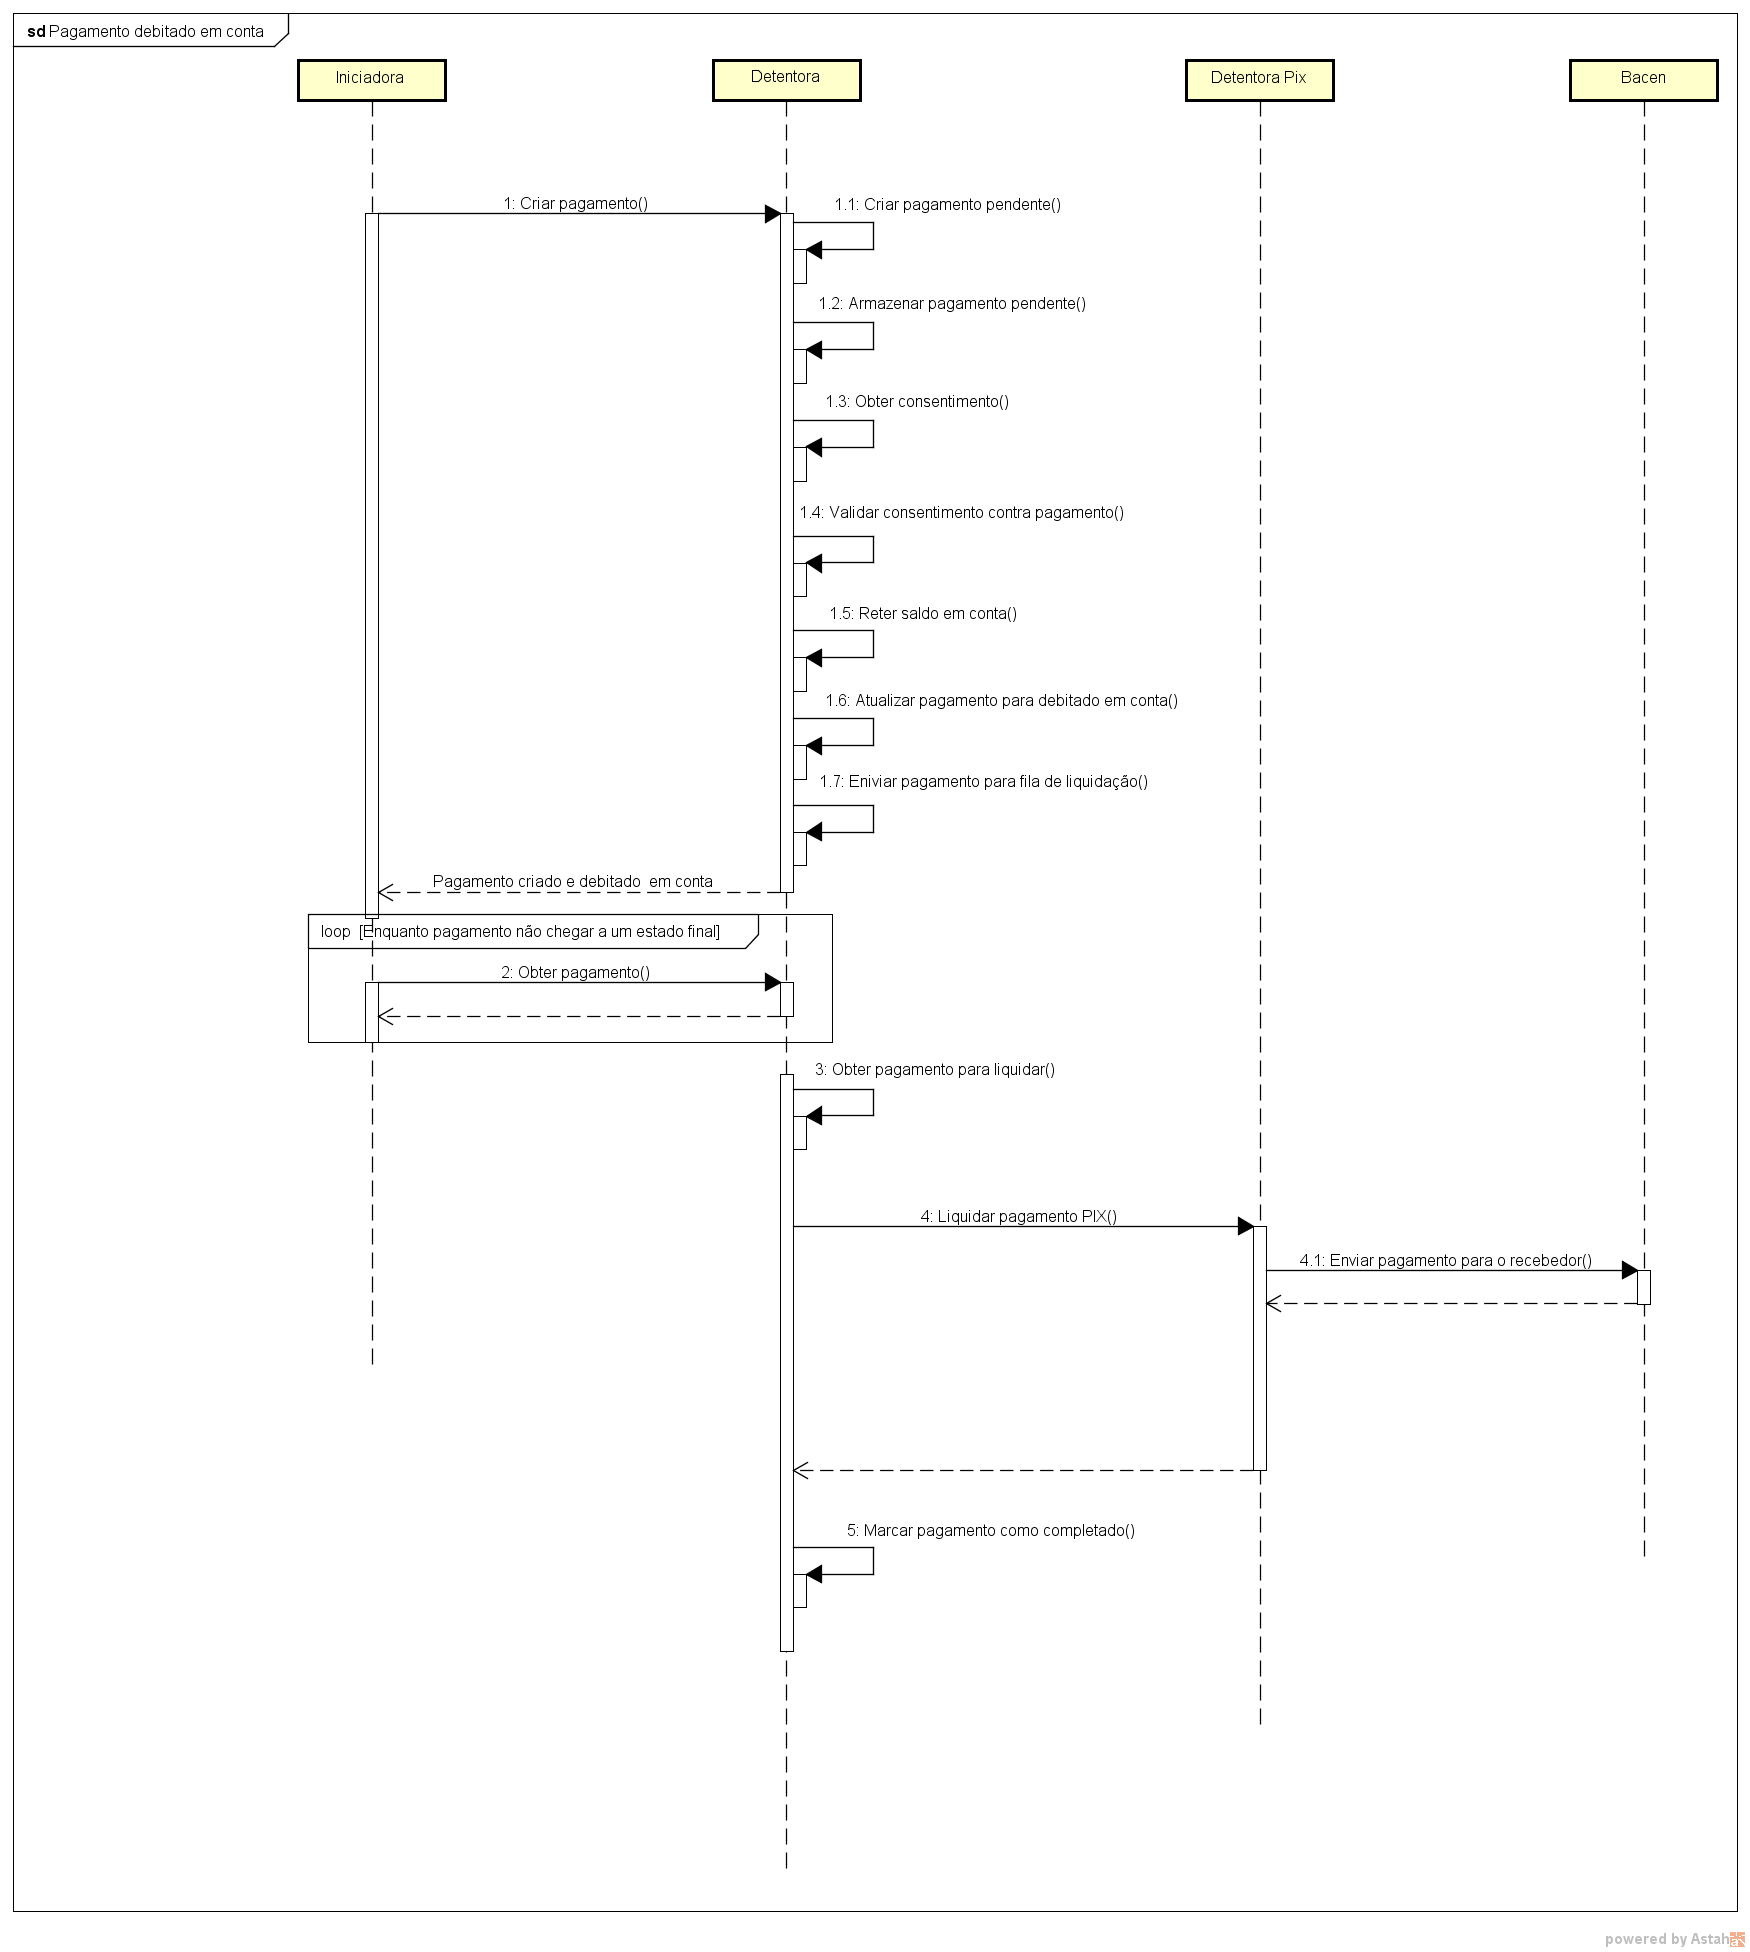 sd Pagamento debitado em conta
Iniciadora
Detentora
Detentora Pix
Bacen
1: Criar pagamento()
1.1: Criar pagamento pendente()
1.2: Armazenar pagamento pendente()
1.3: Obter consentimento()
1.4: Validar consentimento contra pagamento()
1.5: Reter saldo em conta()
1.6: Atualizar pagamento para debitado em conta()
1.7: Eniviar pagamento para fila de liquidação()
Pagamento criado e debitado em conta
loop [Enquanto pagamento não chegar a um estado final]
2: Obter pagamento()
3: Obter pagamento para liquidar()
4: Liquidar pagamento PIX()
4.1: Enviar pagamento para o recebedor()
5: Marcar pagamento como completado()
powered by Astah